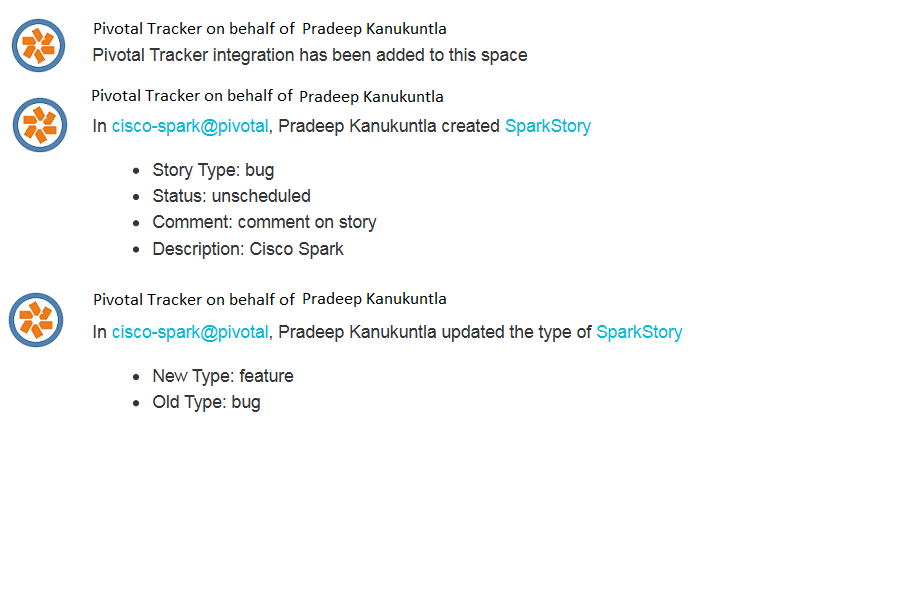 Pivotal Tracker on behalf of Pradeep Kanukuntla
Pivotal Tracker integration has been added to this space
Pivotal Tracker on behalf of Pradeep Kanukuntla
In cisco-spark@pivotal, Pradeep Kanukuntla created SparkStory
• Story Type: bug
• Status: unscheduled
• Comment: comment on story
• Description: Cisco Spark
Pivotal Tracker on behalf of Pradeep Kanukuntla
In cisco-spark@pivotal, Pradeep Kanukuntla updated the type of SparkStory
• New Type: feature
• Old Type: bug